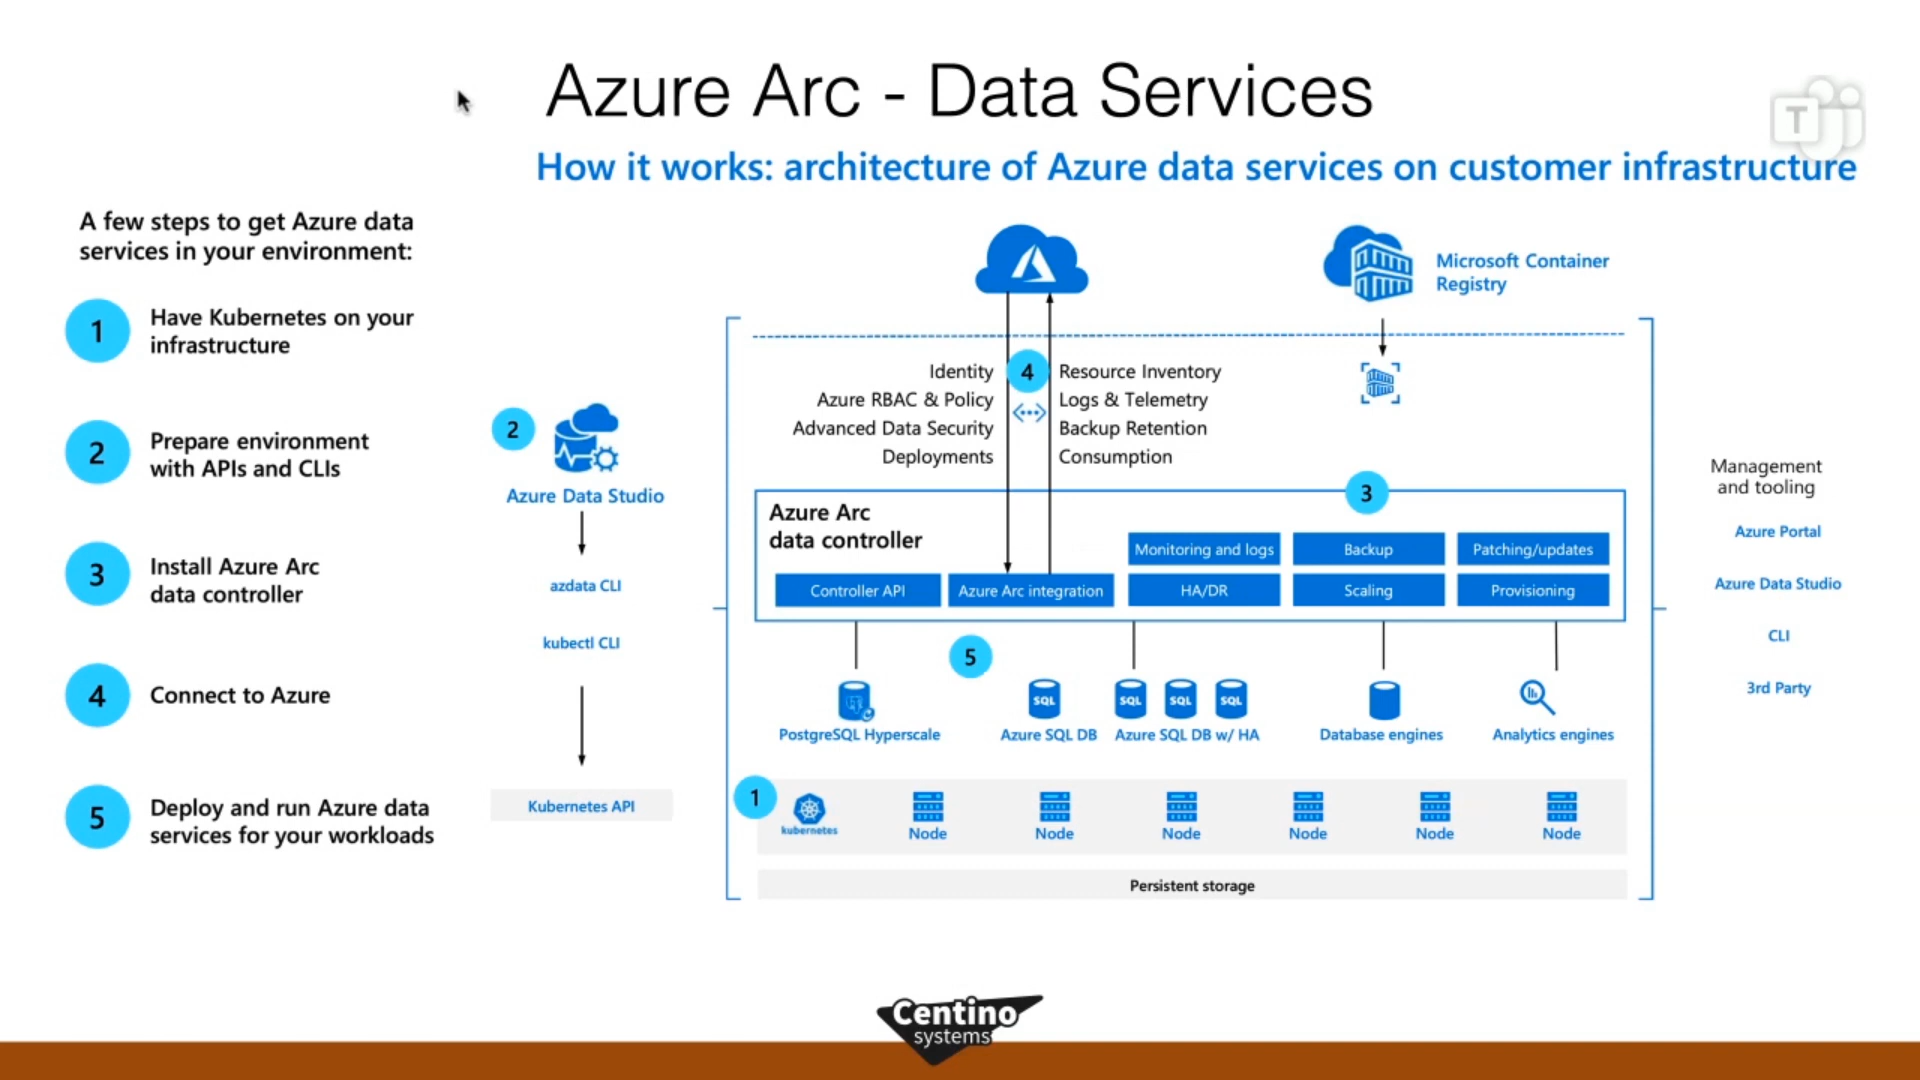 Azure Arc - Data Services
T
How it works: architecture of Azure data services on customer infrastructure
A few steps to get Azure data
services in your environment:
1
Have Kubernetes on your
infrastructure
2
Prepare environment
with APIs and CLIs
3
Install Azure Arc
data controller
4
Connect to Azure
5
Deploy and run Azure data
services for your workloads
2
Azure Data Studio
azdata CLI
kubectl CLI
Kubernetes API
Microsoft Container
Registry
4
Identity
Azure RBAC & Policy
Advanced Data Security
Deployments
Resource Inventory
Logs & Telemetry
Backup Retention
Consumption
3
Azure Arc
data controller
Monitoring and logs
Backup
Patching/updates
Controller API
Azure Arc integration
HA/DR
Scaling
Provisioning
5
SQL
SQL
SQL
SQL
PostgreSQL Hyperscale
Azure SQL DB
Azure SQL DB w/ HA
Database engines
Analytics engines
1
kubernetes
Node
Node
Node
Node
Node
Node
Persistent storage
Management
and tooling
Azure Portal
Azure Data Studio
CLI
3rd Party
Centino
systems